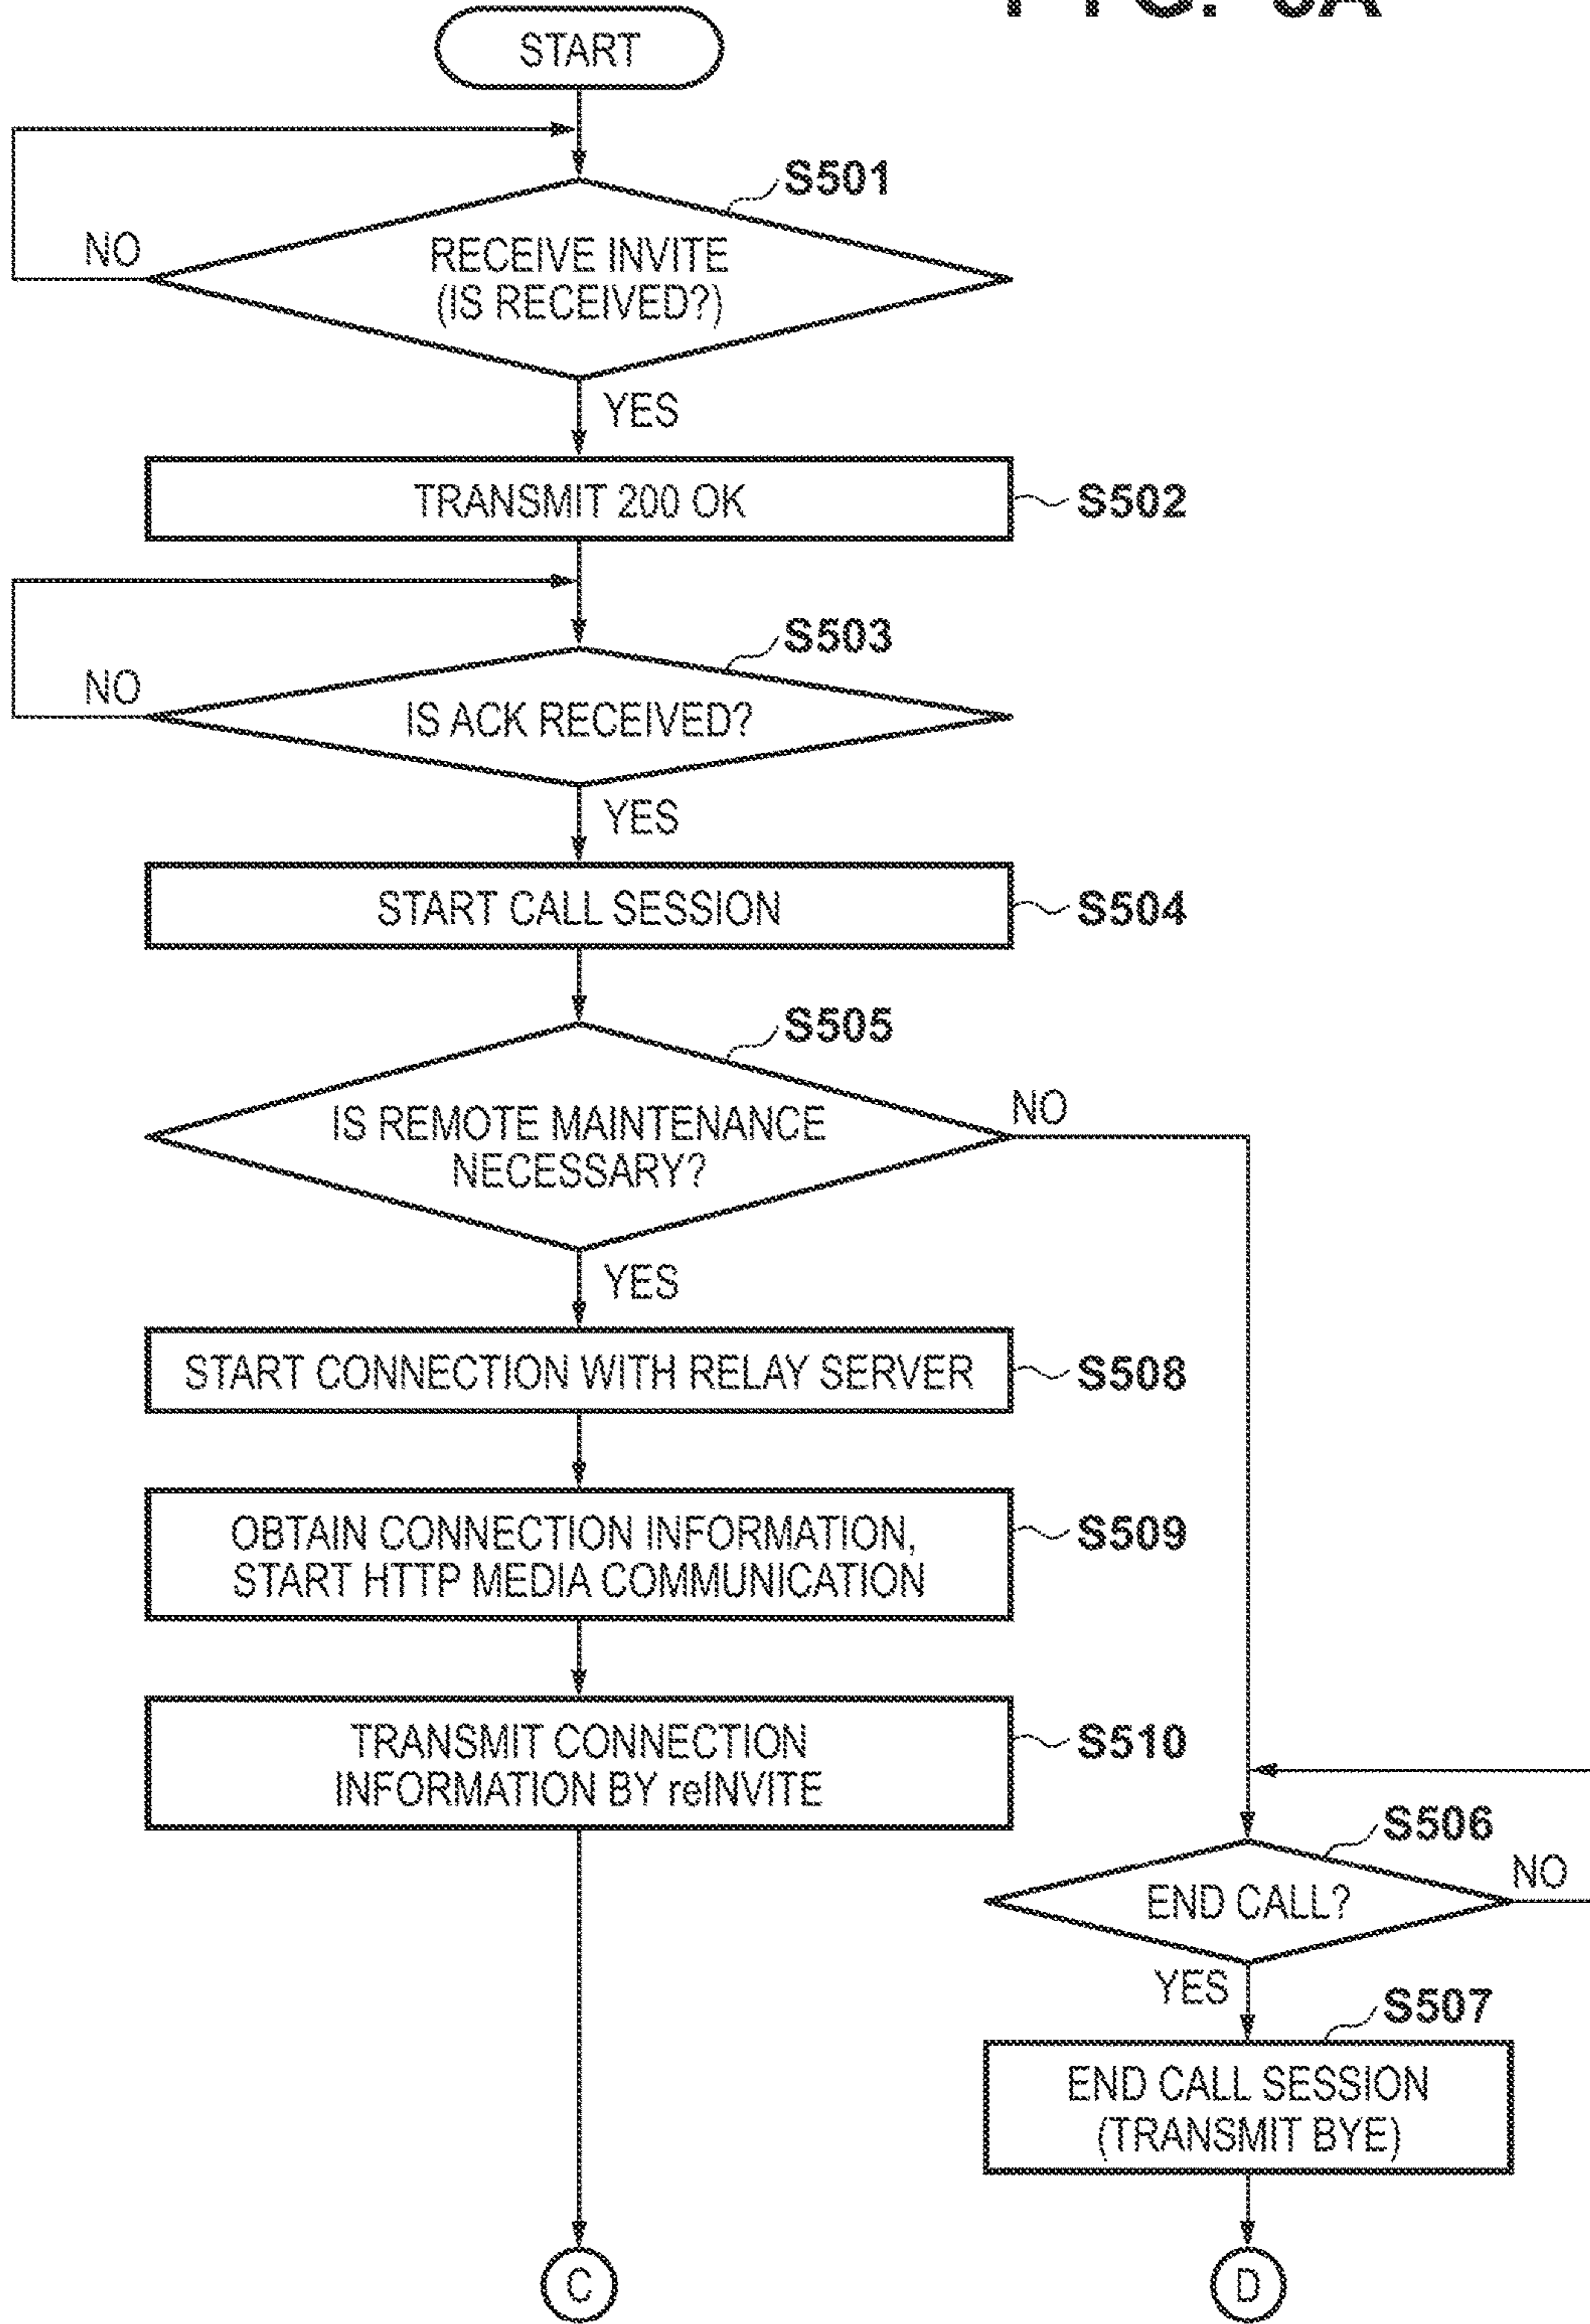 FIG.
START
S501
NO
RECEIVE INVITE
(IS RECEIVED?)
YES
TRANSMIT 200 OK
S502
S503
NO
IS ACK RECEIVED?
YES
START CALL SESSION
S504
S505
NO
IS REMOTE MAINTENANCE
NECESSARY?
YES
START CONNECTION WITH RELAY SERVER
S508
OBTAIN CONNECTION INFORMATION,
START HTTP MEDIA COMMUNICATION
S509
TRANSMIT CONNECTION
INFORMATION BY reINVITE
S510
S506
NO
END CALL?
YES
S507
END CALL SESSION
(TRANSMIT BYE)
C
D